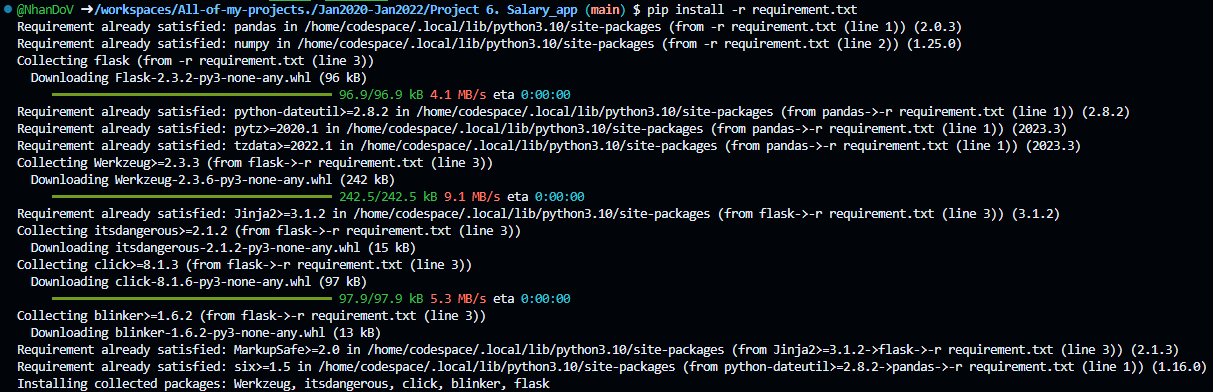 @NhanDoV ➜/workspaces/All-of-my-projects./Jan2020-Jan2022/Project 6. Salary_app (main) $ pip install -r requirement.txt
Requirement already satisfied: pandas in /home/codespace/.local/lib/python3.10/site-packages (from -r requirement.txt (line 1)) (2.0.3)
Requirement already satisfied: numpy in /home/codespace/.local/lib/python3.10/site-packages (from -r requirement.txt (line 2)) (1.25.0)
Collecting flask (from -r requirement.txt (line 3))
Downloading Flask-2.3.2-py3-none-any.whl (96 kB)
96.9/96.9 kB 4.1 MB/s eta 0:00:00
Requirement already satisfied: python-dateutil>=2.8.2 in /home/codespace/.local/lib/python3.10/site-packages (from pandas->-r requirement.txt (line 1)) (2.8.2)
Requirement already satisfied: pytz>=2020.1 in /home/codespace/.local/lib/python3.10/site-packages (from pandas->-r requirement.txt (line 1)) (2023.3)
Requirement already satisfied: tzdata>=2022.1 in /home/codespace/.local/lib/python3.10/site-packages (from pandas->-r requirement.txt (line 1)) (2023.3)
Collecting Werkzeug>=2.3.3 (from flask->-r requirement.txt (line 3))
Downloading Werkzeug-2.3.6-py3-none-any.whl (242 kB)
242.5/242.5 kB 9.1 MB/s eta 0:00:00
Requirement already satisfied: Jinja2>=3.1.2 in /home/codespace/.local/lib/python3.10/site-packages (from flask->-r requirement.txt (line 3)) (3.1.2)
Collecting itsdangerous>=2.1.2 (from flask->-r requirement.txt (line 3))
Downloading itsdangerous-2.1.2-py3-none-any.whl (15 kB)
Collecting click>=8.1.3 (from flask->-r requirement.txt (line 3))
Downloading click-8.1.6-py3-none-any.whl (97 kB)
97.9/97.9 kB 5.3 MB/s eta 0:00:00
Collecting blinker>=1.6.2 (from flask->-r requirement.txt (line 3))
Downloading blinker-1.6.2-py3-none-any.whl (13 kB)
Requirement already satisfied: MarkupSafe>=2.0 in /home/codespace/.local/lib/python3.10/site-packages (from Jinja2>=3.1.2->flask->-r requirement.txt (line 3)) (2.1.3)
Requirement already satisfied: six>=1.5 in /home/codespace/.local/lib/python3.10/site-packages (from python-dateutil>=2.8.2->pandas->-r requirement.txt (line 1)) (1.16.0)
Installing collected packages: Werkzeug, itsdangerous, click, blinker, flask